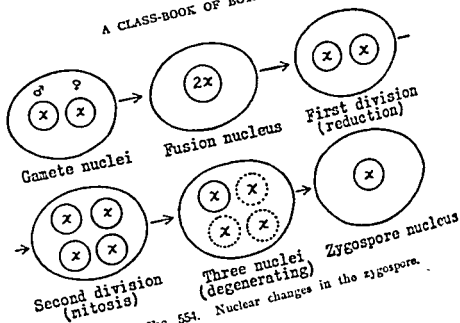 A CLASS-BOOK OF
♂ ♀
x x
2x
x x
Gamete nuclei
Fusion nucleus
First division
(reduction)
x x
x x
x x
x x
x
Second division
(mitosis)
Three nuclei
(degenerating)
Zygospore nucleus
554. Nuclear changes in the zygospore.